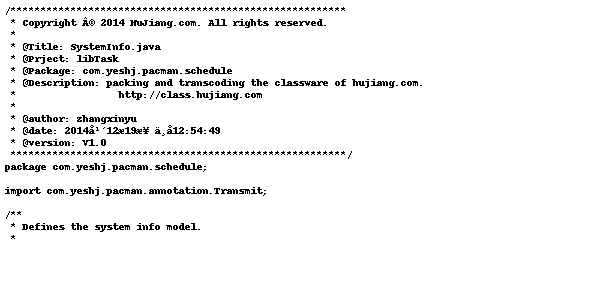 /********************************************************
 * Copyright Â© 2014 HuJiang.com. All rights reserved.
 *
 * @Title: SystemInfo.java
 * @Prject: libTask
 * @Package: com.yeshj.pacman.schedule
 * @Description: packing and transcoding the classware of hujiang.com.
 *                 http://class.hujiang.com
 *
 * @author: zhangxinyu
 * @date: 2014å¹´12æ19æ¥ ä¸å12:54:49
 * @version: V1.0
 ********************************************************/
package com.yeshj.pacman.schedule;
import com.yeshj.pacman.annotation.Transmit;
/**
 * Defines the system info model.
 *